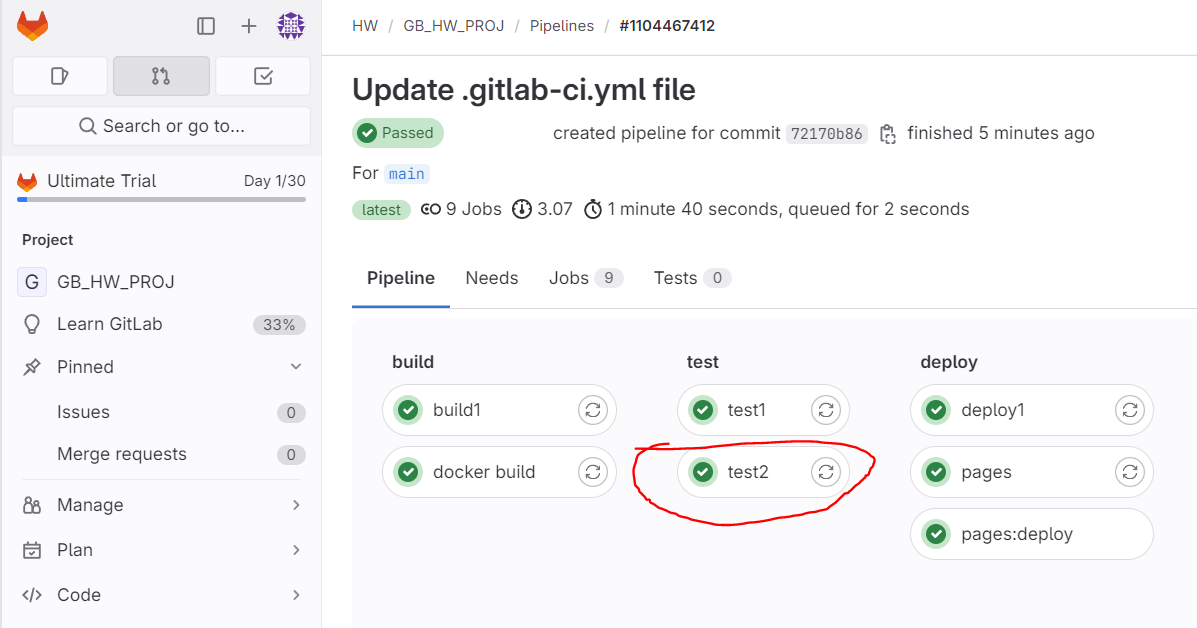 HW / GB_HW_PROJ / Pipelines / #1104467412
Search or go to...
Ultimate Trial Day 1/30
Project
G GB_HW_PROJ
Learn GitLab 33%
Pinned
Issues 0
Merge requests 0
Manage
Plan
Code
Update .gitlab-ci.yml file
Passed created pipeline for commit 72170b86 finished 5 minutes ago
For main
latest 9 Jobs 3.07 1 minute 40 seconds, queued for 2 seconds
Pipeline Needs Jobs 9 Tests 0
build
build1
docker build
test
test1
test2
deploy
deploy1
pages
pages:deploy